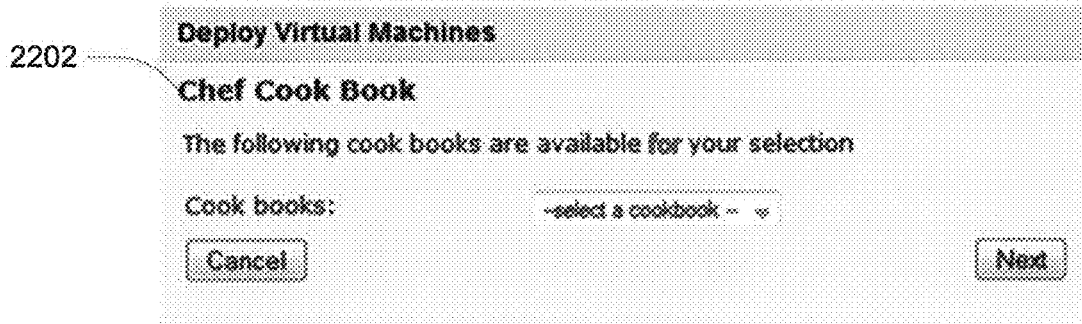 Deploy Virtual Machines
2202
Chef Cook Book
The following cook books are available for your selection
Cook books: -select a cookbook -
Cancel Next